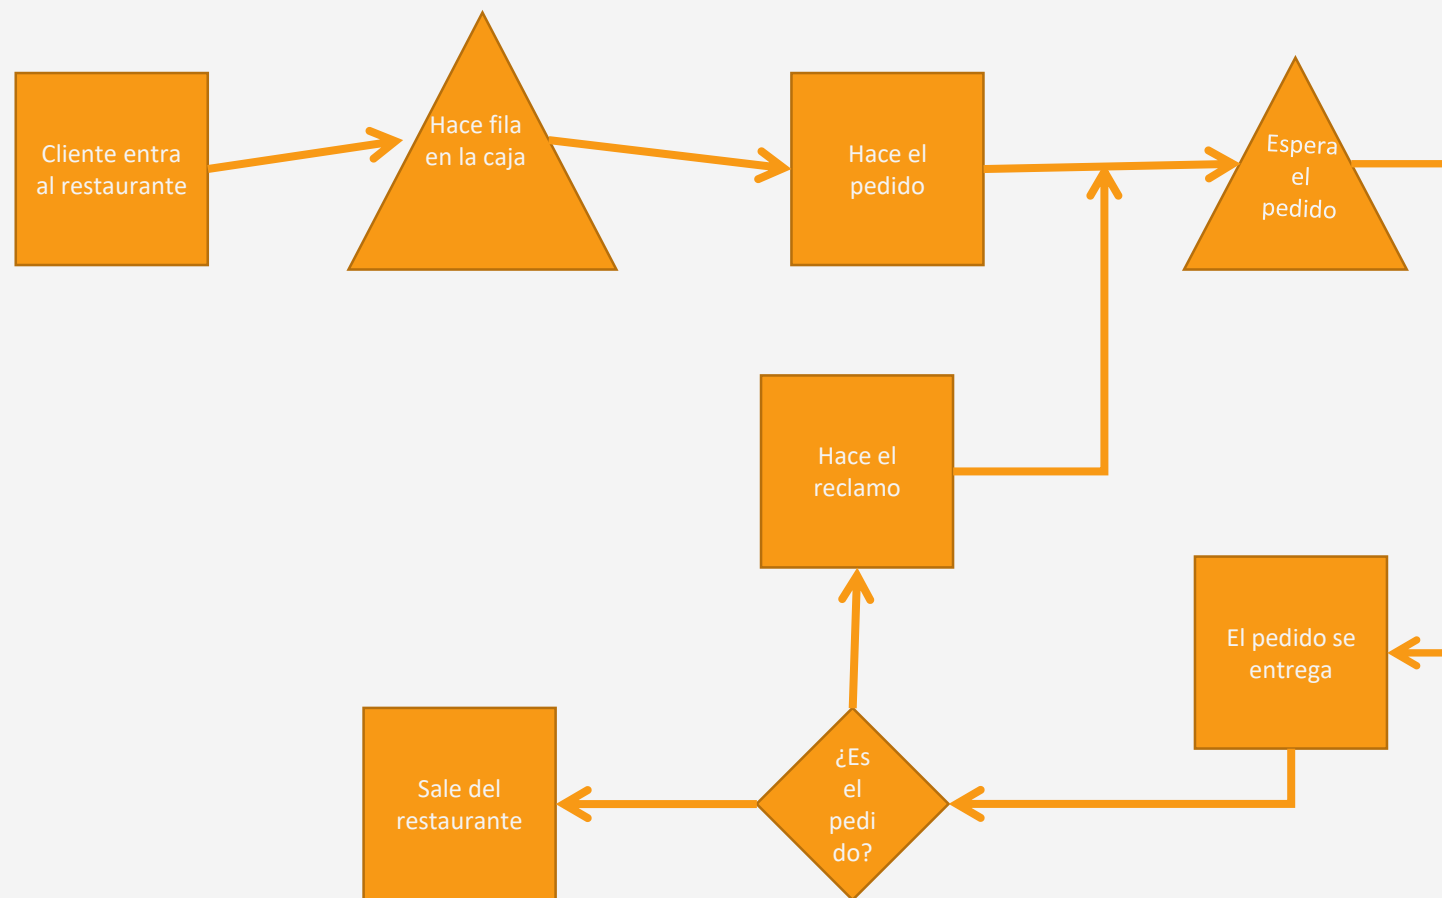 Cliente entra
al restaurante
Hace fila
en la caja
Hace el
pedido
Espera
el
pedido
Hace el
reclamo
El pedido se
entrega
¿Es
el
pedi
do?
Sale del
restaurante